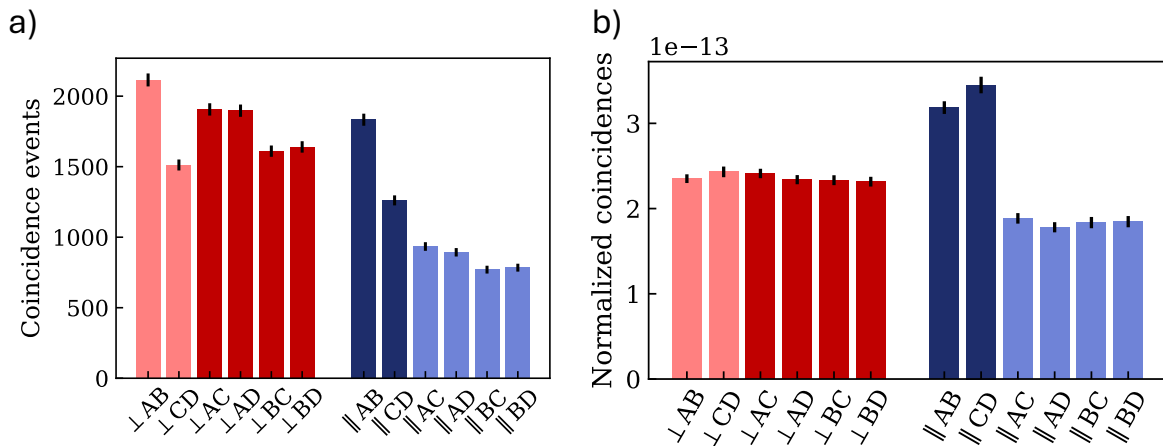 a)
Coincidence events
2000
1500
1000
500
0
⊥ AB
⊥ CD
⊥ AC
⊥ AD
⊥ BC
⊥ BD
∥ AB
∥ CD
∥ AC
∥ AD
∥ BC
∥ BD
b)
1e−13
Normalized coincidences
3
2
1
0
⊥ AB
⊥ CD
⊥ AC
⊥ AD
⊥ BC
⊥ BD
∥ AB
∥ CD
∥ AC
∥ AD
∥ BC
∥ BD